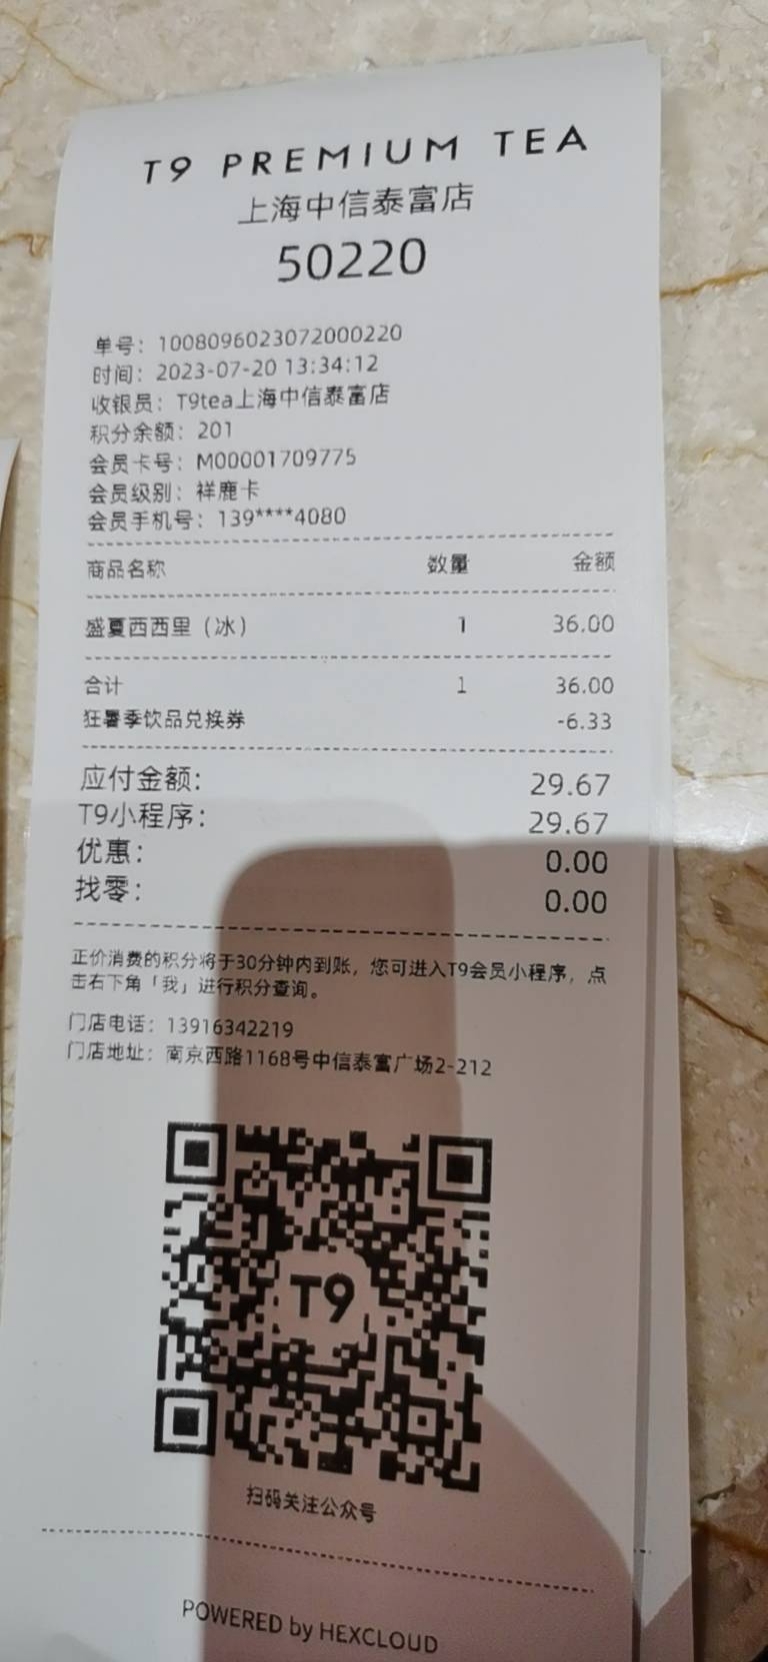 T9 PREMIUM TEA
上海中信泰富店
50220
单号：1008096023072000220
时间：2023-07-20 13:34:12
收银员：T9tea上海中信泰富店
积分余额：201
会员卡号：M00001709775
会员级别：祥鹿卡
会员手机号：139****4080
商品名称 数量 金额
盛夏西西里（冰） 1 36.00
合计 1 36.00
狂暑季饮品兑换券 -6.33
应付金额： 29.67
T9小程序： 29.67
优惠： 0.00
找零： 0.00
正价消费的积分将于30分钟内到账，您可进入T9会员小程序，点
击右下角「我」进行积分查询。
门店电话：13916342219
门店地址：南京西路1168号中信泰富广场2-212
T9
扫码关注公众号
POWERED by HEXCLOUD